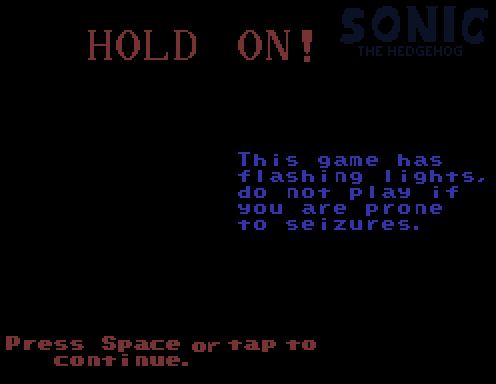 HOLD ON!
SONIC
THE HEDGEHOG
This game has
flashing lights,
do not play if
you are prone
to seizures.
Press Space or tap to
continue.